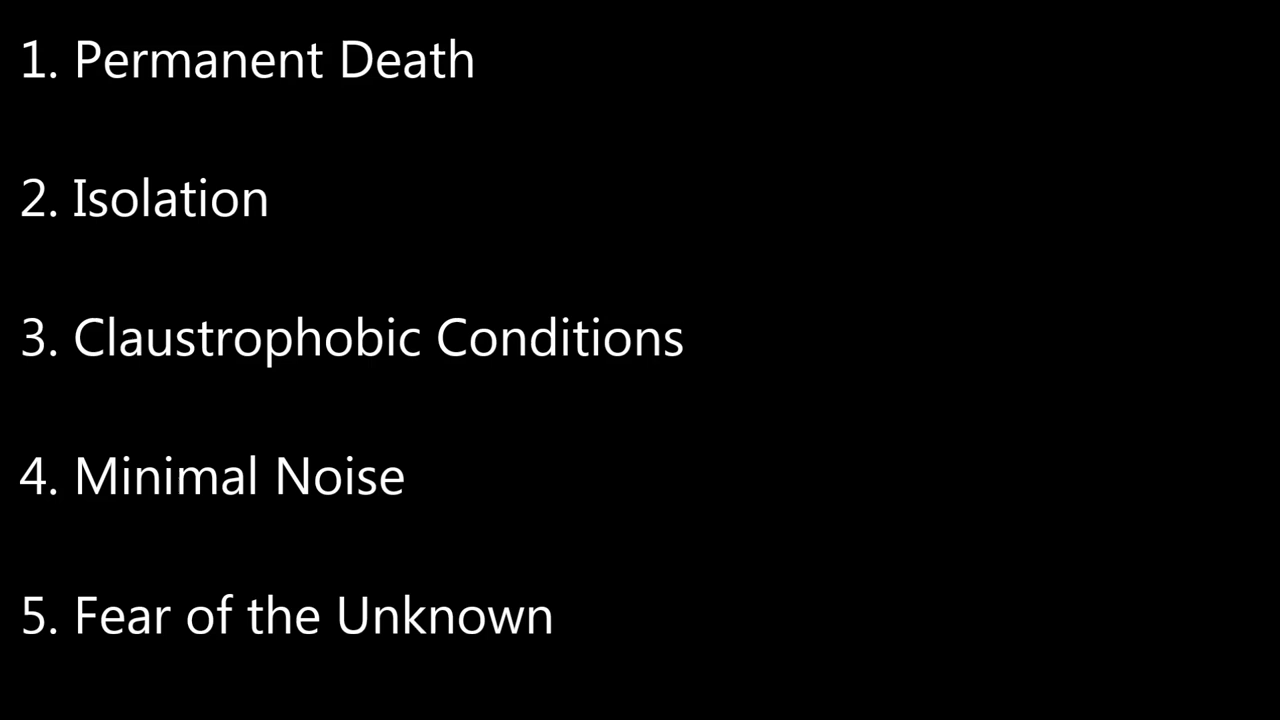 1. Permanent Death
2. Isolation
3. Claustrophobic Conditions
4. Minimal Noise
5. Fear of the Unknown